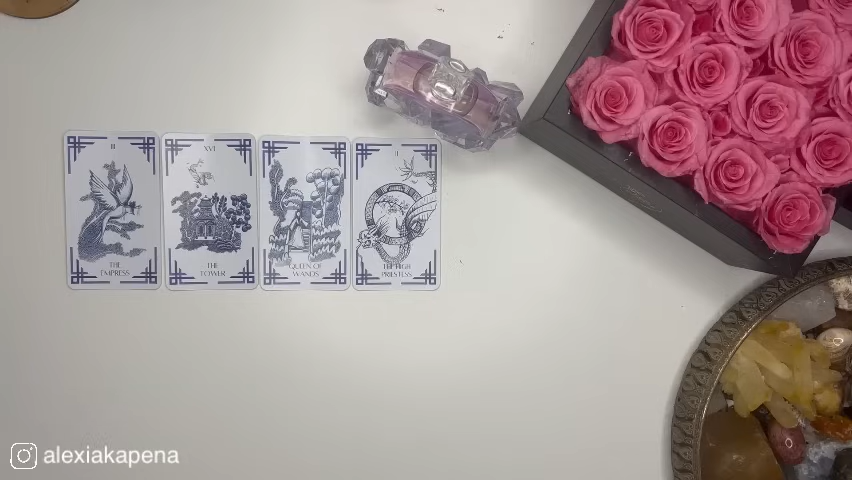 III
THE
EMPRESS
XVI
THE
TOWER
QUEEN OF
WANDS
II
THE HIGH
PRIESTESS
alexiakapena